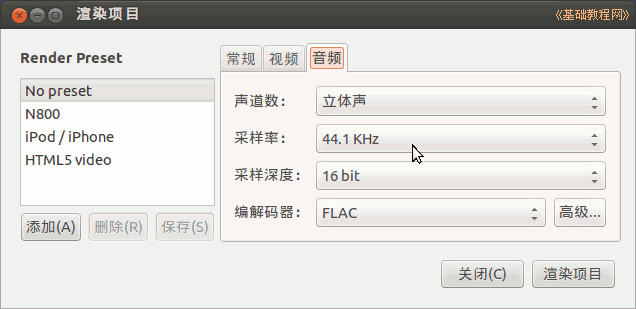 渲染项目
《基础教程网》
Render Preset
No preset
N800
iPod / iPhone
HTML5 video
添加(A) 删除(R) 保存(S)
常规 视频 音频
声道数： 立体声
采样率： 44.1 KHz
采样深度： 16 bit
编解码器： FLAC 高级...
关闭(C) 渲染项目